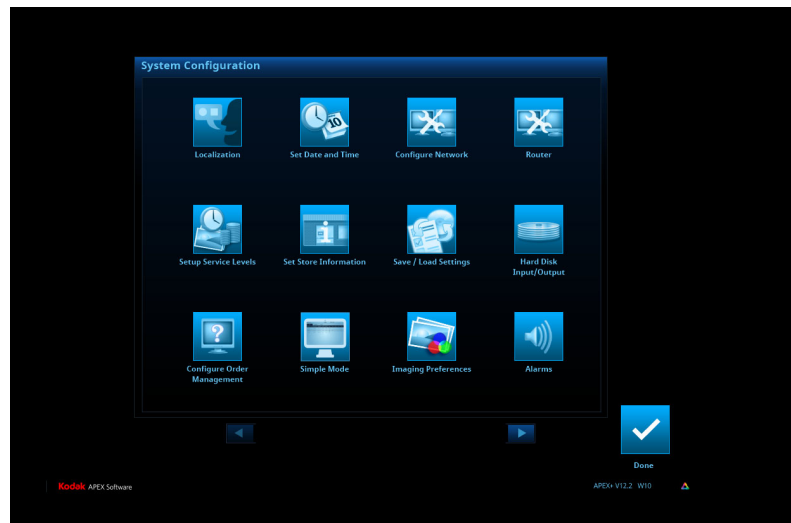 System Configuration
Localization
Set Date and Time
Configure Network
Router
Setup Service Levels
Set Store Information
Save / Load Settings
Hard Disk
Input/Output
Configure Order
Management
Simple Mode
Imaging Preferences
Alarms
Done
Kodak APEX Software
APEX+ V12.2 W10